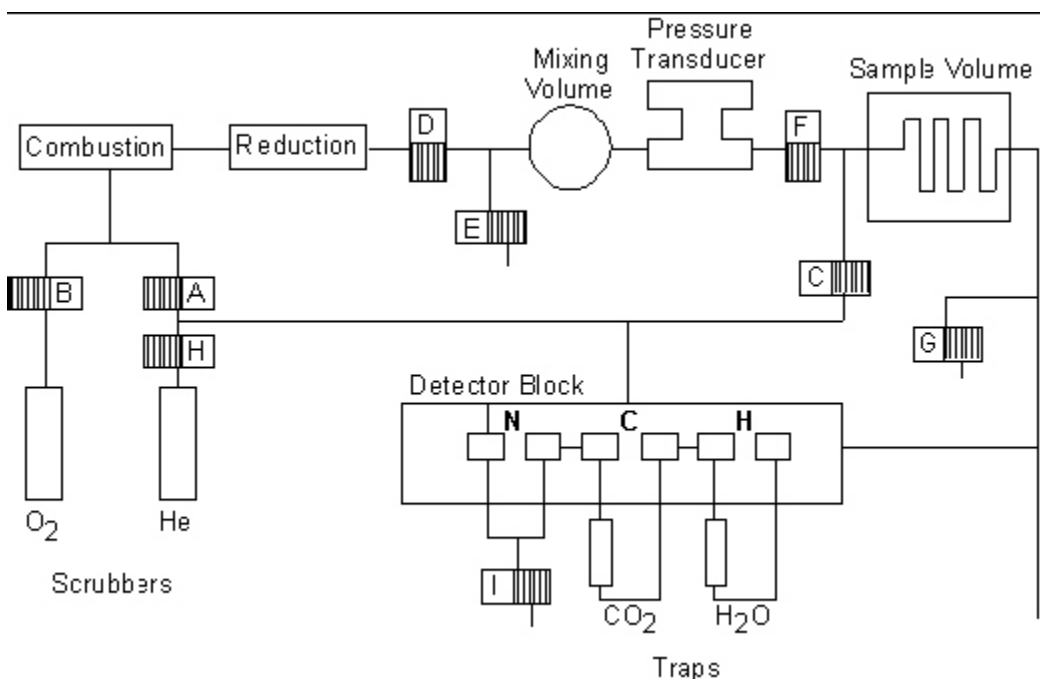 Pressure
Transducer
Mixing
Volume
Sample Volume
D
F
Combustion
Reduction
E
B
A
C
H
G
Detector Block
N C H
O2
He
Scrubbers
I
CO2
H2O
Traps